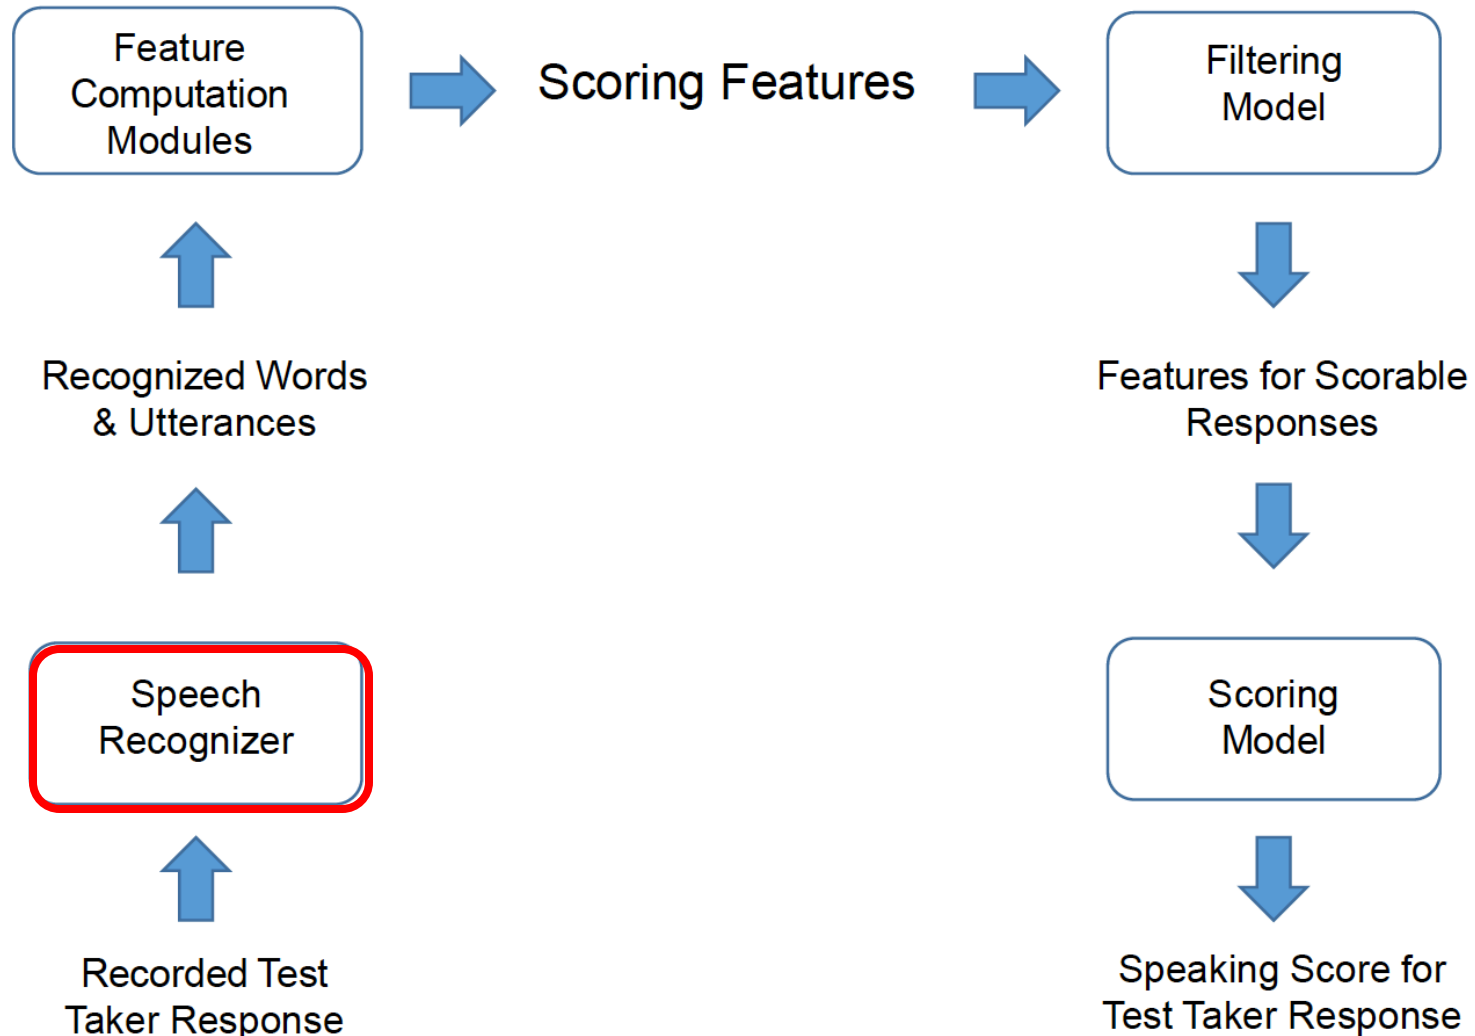 Feature
Computation
Modules
Scoring Features
Filtering
Model
Recognized Words
& Utterances
Features for Scorable
Responses
Speech
Recognizer
Scoring
Model
Recorded Test
Taker Response
Speaking Score for
Test Taker Response